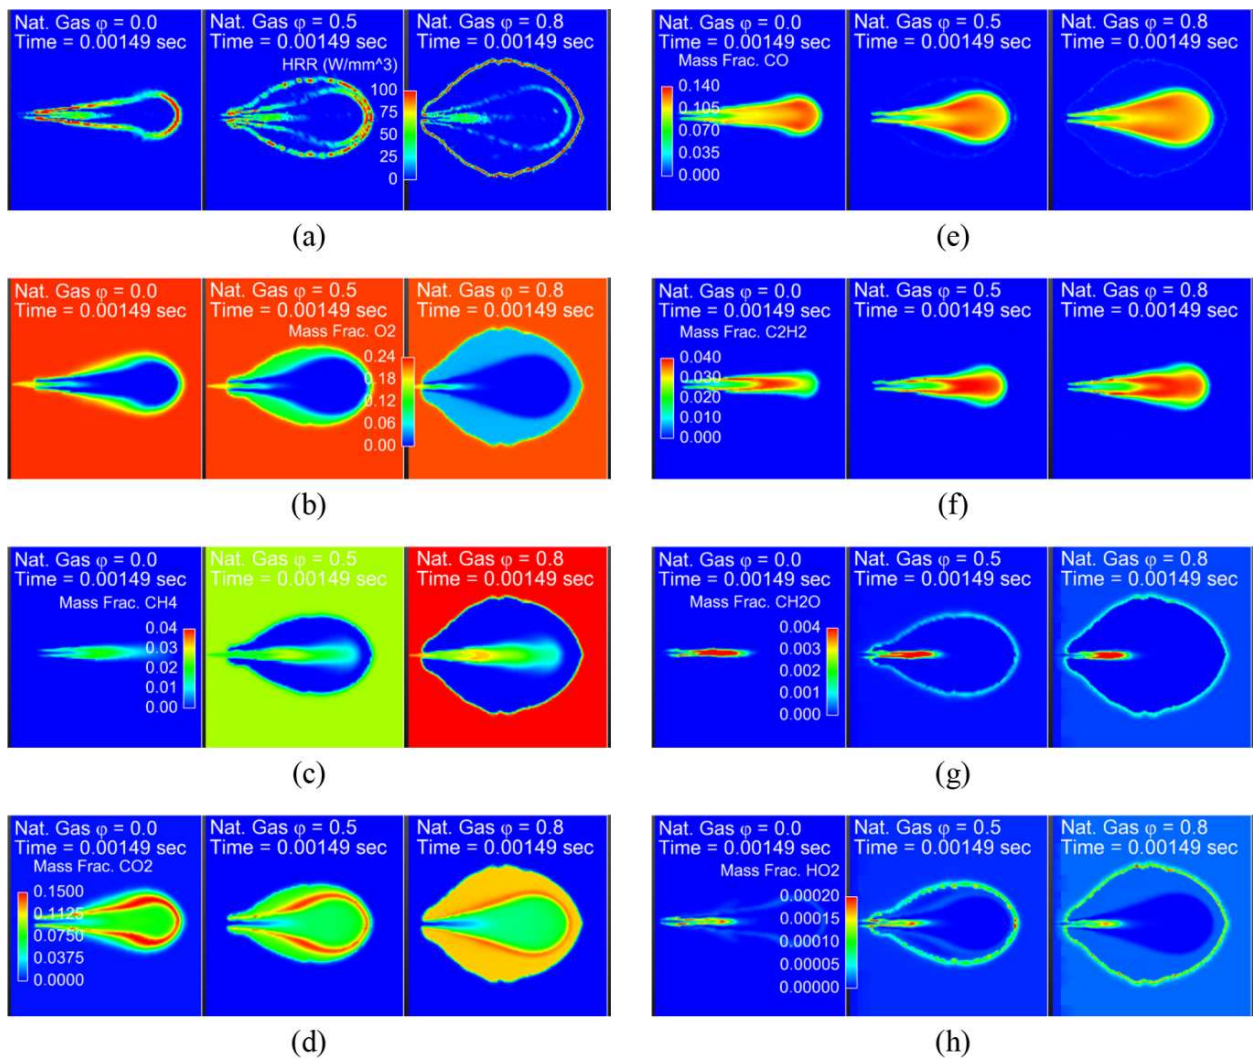 Nat. Gas φ = 0.0
Time = 0.00149 sec
Nat. Gas φ = 0.5
Time = 0.00149 sec
HRR (W/mm^3)
100
75
50
25
0
Nat. Gas φ = 0.8
Time = 0.00149 sec
(a)
Nat. Gas φ = 0.0
Time = 0.00149 sec
Mass Frac. CO
0.140
0.105
0.070
0.035
0.000
Nat. Gas φ = 0.5
Time = 0.00149 sec
Nat. Gas φ = 0.8
Time = 0.00149 sec
(e)
Nat. Gas φ = 0.0
Time = 0.00149 sec
Nat. Gas φ = 0.5
Time = 0.00149 sec
Mass Frac. O2
0.24
0.18
0.12
0.06
0.00
Nat. Gas φ = 0.8
Time = 0.00149 sec
(b)
Nat. Gas φ = 0.0
Time = 0.00149 sec
Mass Frac. C2H2
0.040
0.030
0.020
0.010
0.000
Nat. Gas φ = 0.5
Time = 0.00149 sec
Nat. Gas φ = 0.8
Time = 0.00149 sec
(f)
Nat. Gas φ = 0.0
Time = 0.00149 sec
Mass Frac. CH4
0.04
0.03
0.02
0.01
0.00
Nat. Gas φ = 0.5
Time = 0.00149 sec
Nat. Gas φ = 0.8
Time = 0.00149 sec
(c)
Nat. Gas φ = 0.0
Time = 0.00149 sec
Mass Frac. CH2O
0.004
0.003
0.002
0.001
0.000
Nat. Gas φ = 0.5
Time = 0.00149 sec
Nat. Gas φ = 0.8
Time = 0.00149 sec
(g)
Nat. Gas φ = 0.0
Time = 0.00149 sec
Mass Frac. CO2
0.1500
0.1125
0.0750
0.0375
0.0000
Nat. Gas φ = 0.5
Time = 0.00149 sec
Nat. Gas φ = 0.8
Time = 0.00149 sec
(d)
Nat. Gas φ = 0.0
Time = 0.00149 sec
Mass Frac. HO2
0.00020
0.00015
0.00010
0.00005
0.00000
Nat. Gas φ = 0.5
Time = 0.00149 sec
Nat. Gas φ = 0.8
Time = 0.00149 sec
(h)